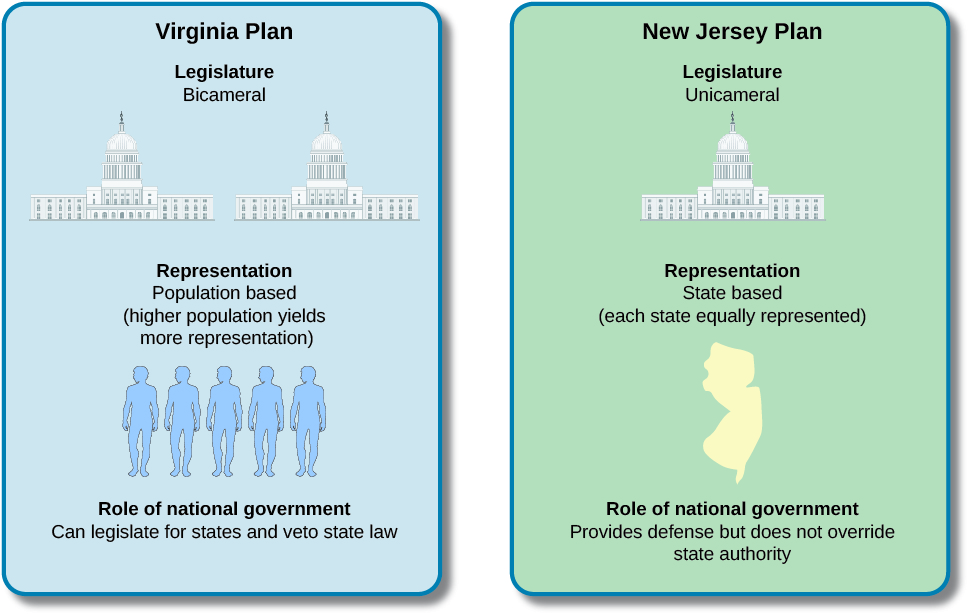 Virginia Plan
Legislature
Bicameral
Representation
Population based
(higher population yields
more representation)
Role of national government
Can legislate for states and veto state law
New Jersey Plan
Legislature
Unicameral
Representation
State based
(each state equally represented)
Role of national government
Provides defense but does not override
state authority